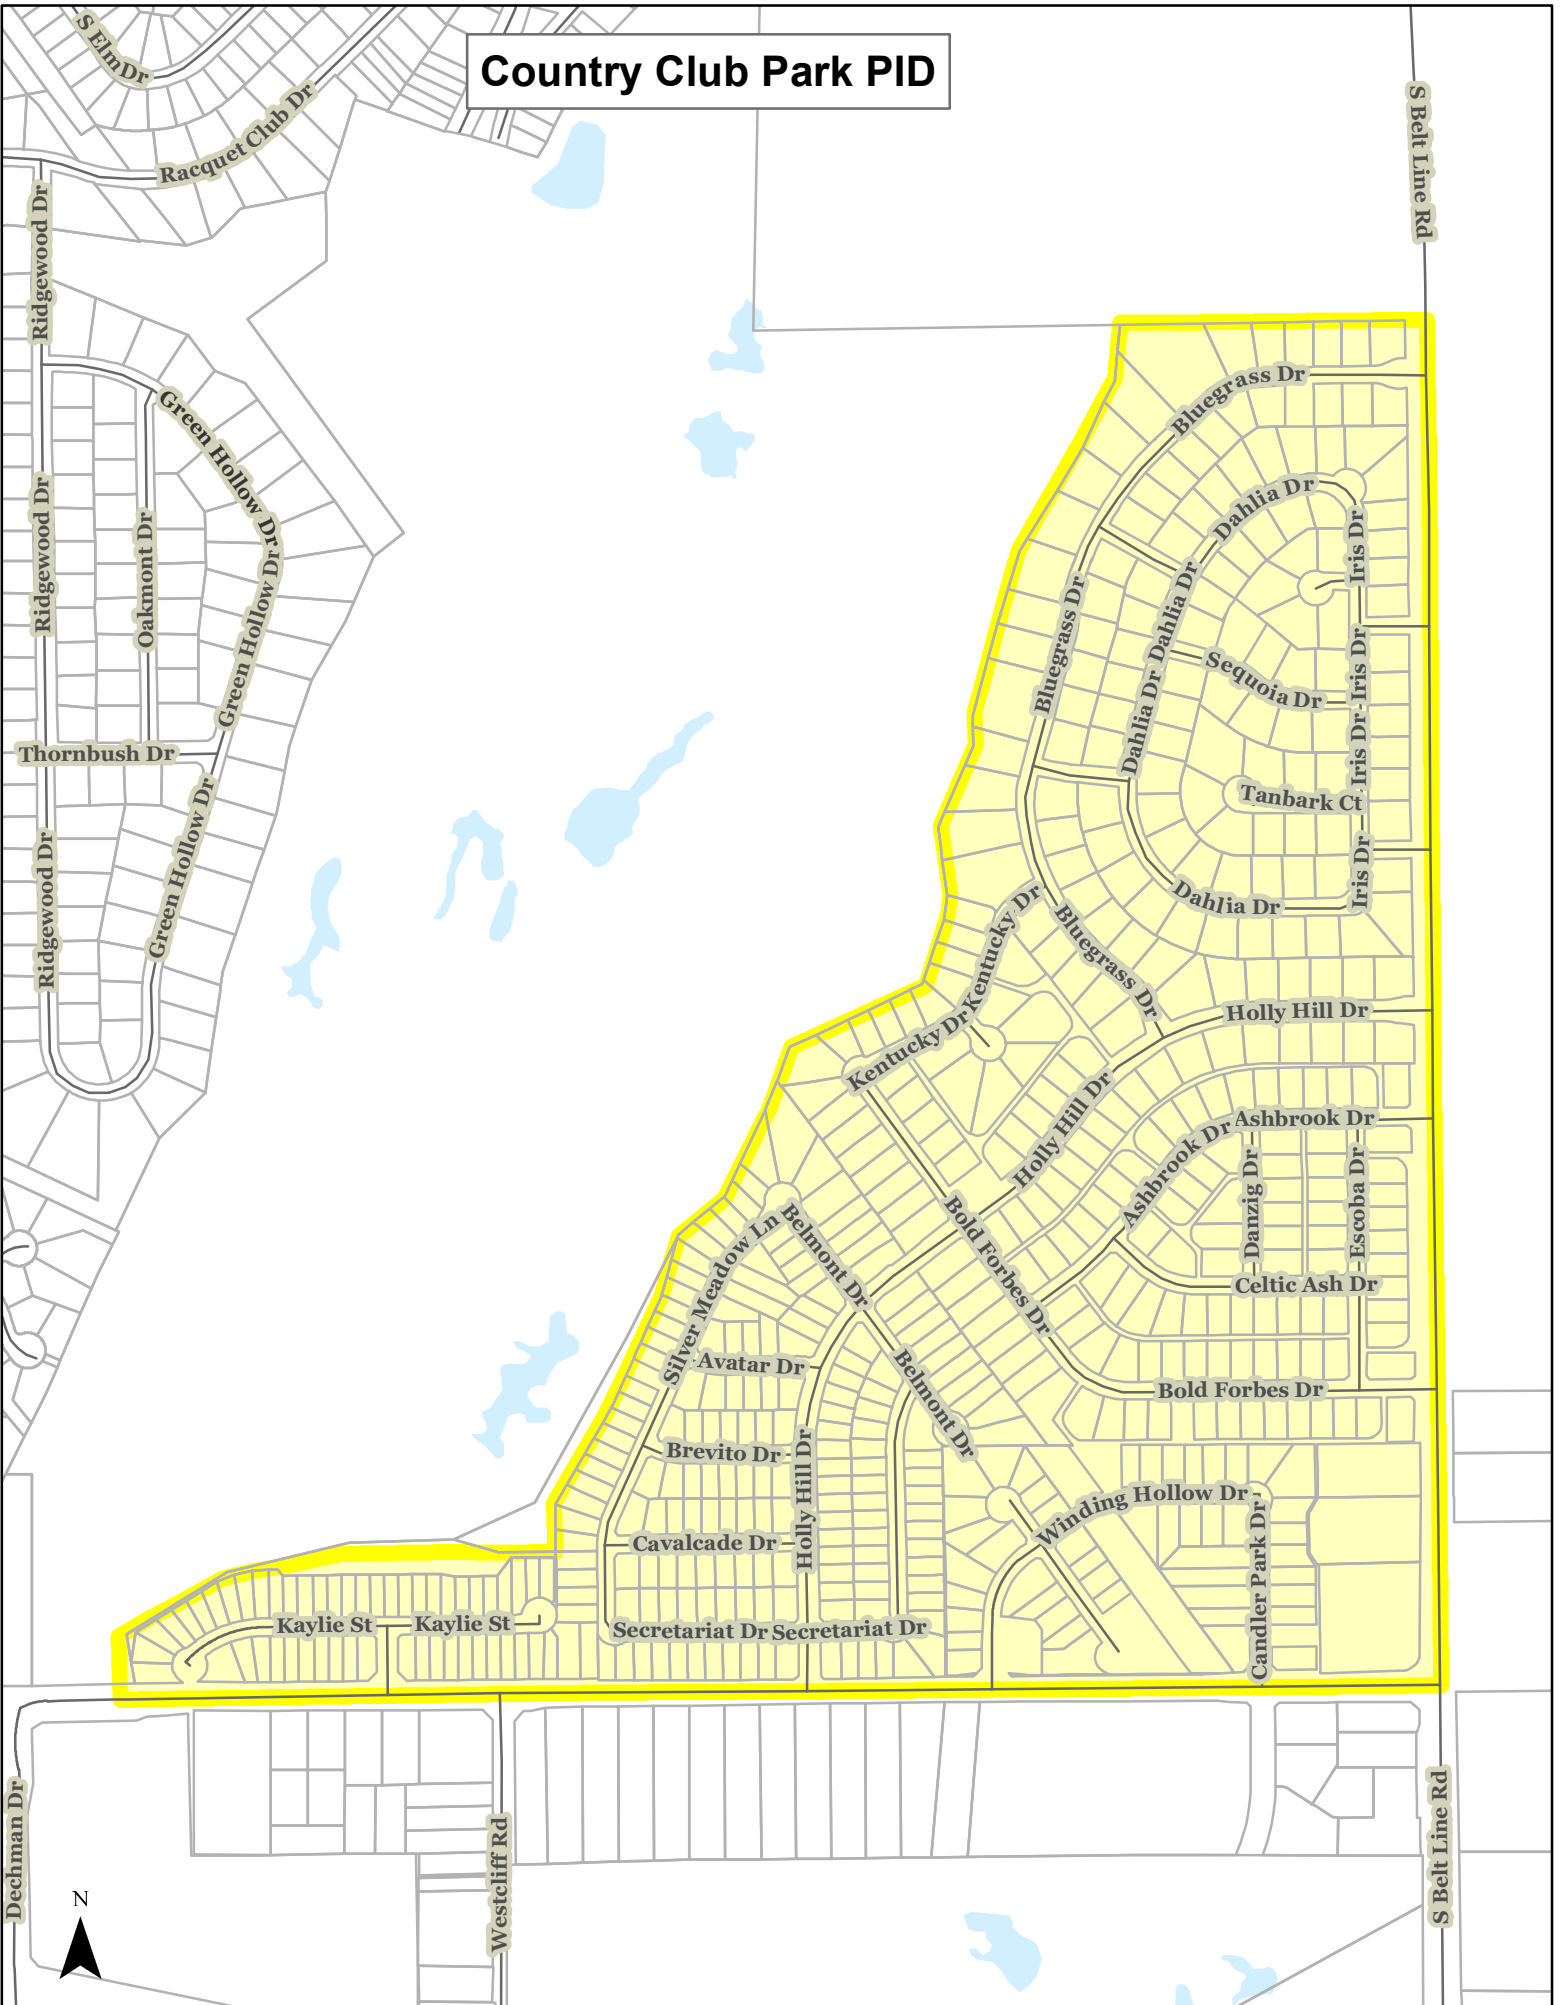 Country Club Park PID
S Elm Dr
Racquet Club Dr
S Belt Line Rd
Ridgewood Dr
Green Hollow Dr
Bluegrass Dr
Dahlia Dr
Iris Dr
Ridgewood Dr
Oakmont Dr
Green Hollow Dr
Bluegrass Dr
Dahlia Dr
Sequoia Dr
Iris Dr
Dahlia Dr
Iris Dr
Thornbush Dr
Tanbark Ct
Green Hollow Dr
Ridgewood Dr
Iris Dr
Dahlia Dr
Kentucky Dr
Bluegrass Dr
Holly Hill Dr
Kentucky Dr
Holly Hill Dr
Ashbrook Dr
Ashbrook Dr
Danzig Dr
Escoba Dr
Silver Meadow Ln
Belmont Dr
Bold Forbes Dr
Celtic Ash Dr
Avatar Dr
Belmont Dr
Bold Forbes Dr
Brevito Dr
Holly Hill Dr
Winding Hollow Dr
Cavalcade Dr
Candler Park Dr
Kaylie St
Kaylie St
Secretariat Dr
Secretariat Dr
Dechman Dr
Westcliff Rd
S Belt Line Rd
N